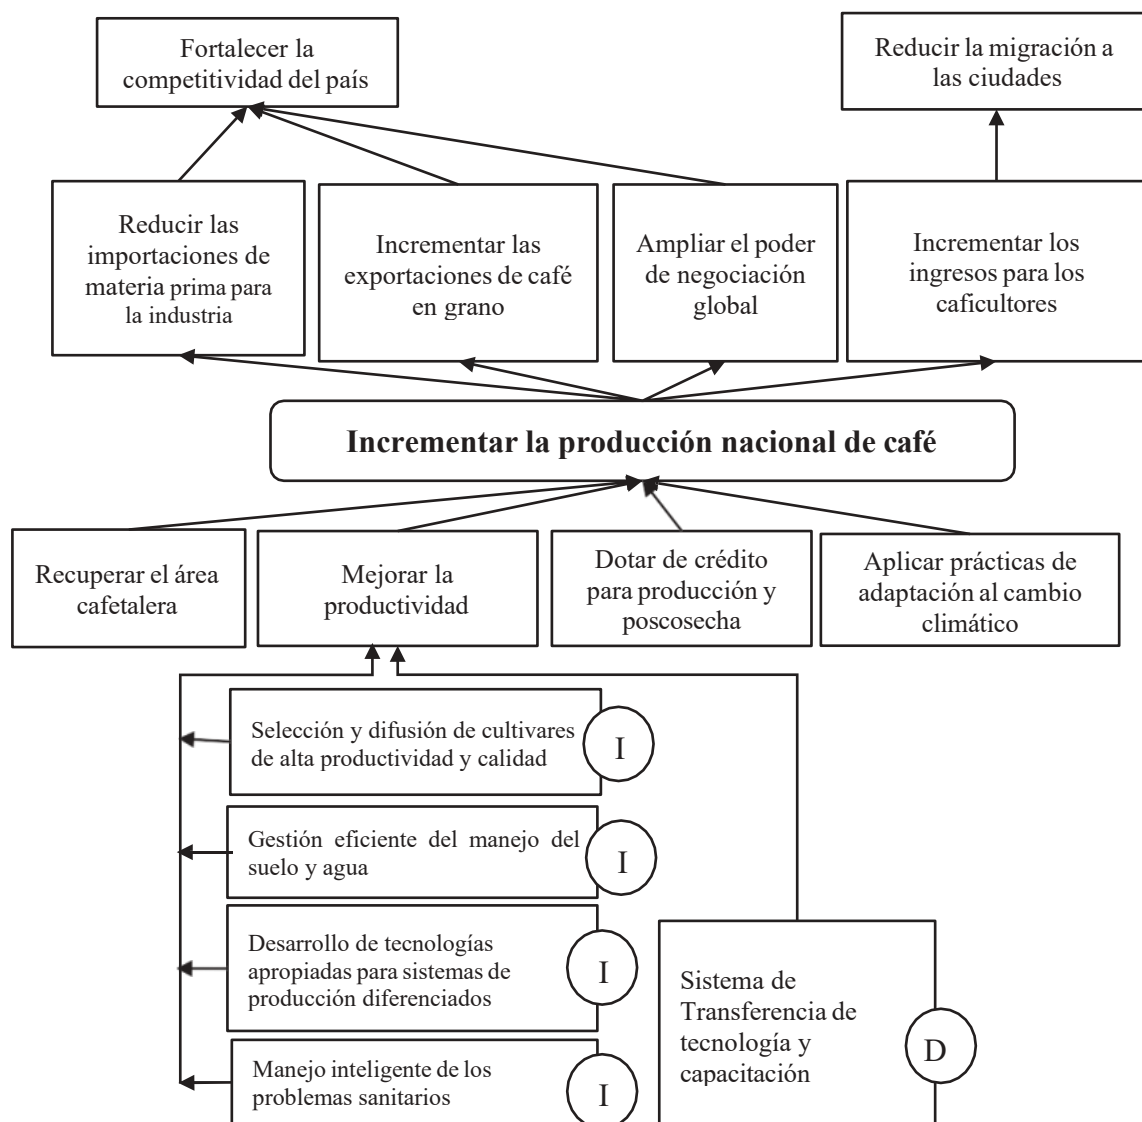 Fortalecer la
competitividad del país
Reducir la migración a
las ciudades
Reducir las
importaciones de
materia prima para
la industria
Incrementar las
exportaciones de café
en grano
Ampliar el poder
de negociación
global
Incrementar los
ingresos para los
caficultores
Incrementar la producción nacional de café
Recuperar el área
cafetalera
Mejorar la
productividad
Dotar de crédito
para producción y
poscosecha
Aplicar prácticas de
adaptación al cambio
climático
Selección y difusión de cultivares
de alta productividad y calidad
I
Gestión eficiente del manejo del
suelo y agua
I
Desarrollo de tecnologías
apropiadas para sistemas de
producción diferenciados
I
Manejo inteligente de los
problemas sanitarios
I
Sistema de
Transferencia de
tecnología y
capacitación
D